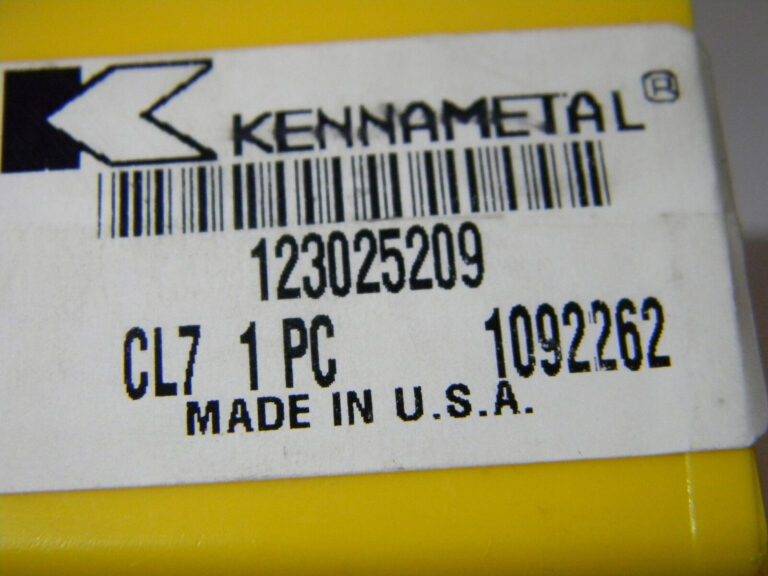 KENNAMETAL®
123025209
CL7 1 PC 1092262
MADE IN U.S.A.